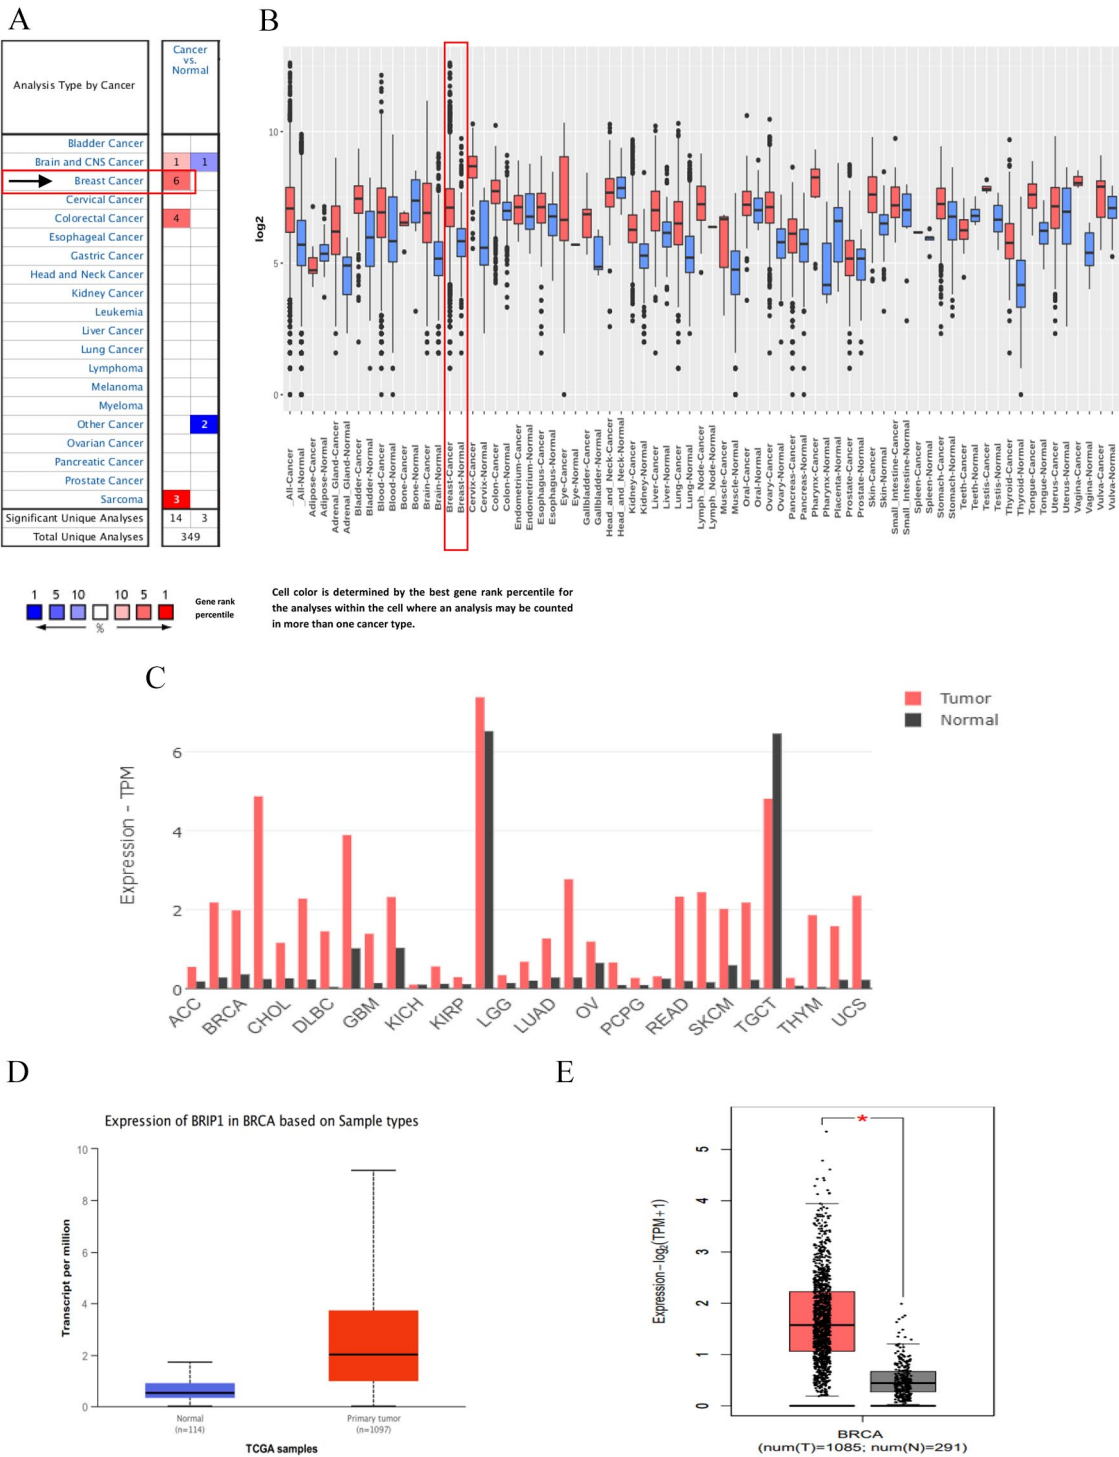 A
B
Analysis Type by Cancer
Cancer
vs.
Normal
Bladder Cancer
Brain and CNS Cancer 1 1
Breast Cancer 6
Cervical Cancer
Colorectal Cancer 4
Esophageal Cancer
Gastric Cancer
Head and Neck Cancer
Kidney Cancer
Leukemia
Liver Cancer
Lung Cancer
Lymphoma
Melanoma
Myeloma
Other Cancer 2
Ovarian Cancer
Pancreatic Cancer
Prostate Cancer
Sarcoma 3
Significant Unique Analyses 14 3
Total Unique Analyses 349
1 5 10 10 5 1
%
Gene rank
percentile
log2
10
5
0
_All-Cancer
_All-Normal
Adipose-Cancer
Adipose-Normal
Adrenal_Gland-Cancer
Adrenal_Gland-Normal
Bladder-Cancer
Bladder-Normal
Blood-Cancer
Blood-Normal
Bone-Cancer
Bone-Normal
Brain-Cancer
Brain-Normal
Breast-Cancer
Breast-Normal
Cervix-Cancer
Cervix-Normal
Colon-Cancer
Colon-Normal
Endometrium-Cancer
Endometrium-Normal
Esophagus-Cancer
Esophagus-Normal
Eye-Cancer
Eye-Normal
Gallbladder-Cancer
Gallbladder-Normal
Head_and_Neck-Cancer
Head_and_Neck-Normal
Kidney-Cancer
Kidney-Normal
Liver-Cancer
Liver-Normal
Lung-Cancer
Lung-Normal
Lymph_Node-Cancer
Lymph_Node-Normal
Muscle-Cancer
Muscle-Normal
Oral-Cancer
Oral-Normal
Ovary-Cancer
Ovary-Normal
Pancreas-Cancer
Pancreas-Normal
Pharynx-Cancer
Pharynx-Normal
Placenta-Normal
Prostate-Cancer
Prostate-Normal
Skin-Cancer
Skin-Normal
Small_Intestine-Cancer
Small_Intestine-Normal
Spleen-Cancer
Spleen-Normal
Stomach-Cancer
Stomach-Normal
Teeth-Cancer
Teeth-Normal
Testis-Cancer
Testis-Normal
Thyroid-Cancer
Thyroid-Normal
Tongue-Cancer
Tongue-Normal
Uterus-Cancer
Uterus-Normal
Vagina-Cancer
Vagina-Normal
Vulva-Cancer
Vulva-Normal
Cell color is determined by the best gene rank percentile for
the analyses within the cell where an analysis may be counted
in more than one cancer type.
C
Tumor
Normal
Expression - TPM
6
4
2
0
ACC
BRCA
CHOL
DLBC
GBM
KICH
KIRP
LGG
LUAD
OV
PCPG
READ
SKCM
TGCT
THYM
UCS
D
Expression of BRIP1 in BRCA based on Sample types
Transcript per million
10
8
6
4
2
0
Normal
(n=114)
Primary tumor
(n=1097)
TCGA samples
E
*
Expression−log₂(TPM+1)
5
4
3
2
1
0
BRCA
(num(T)=1085; num(N)=291)